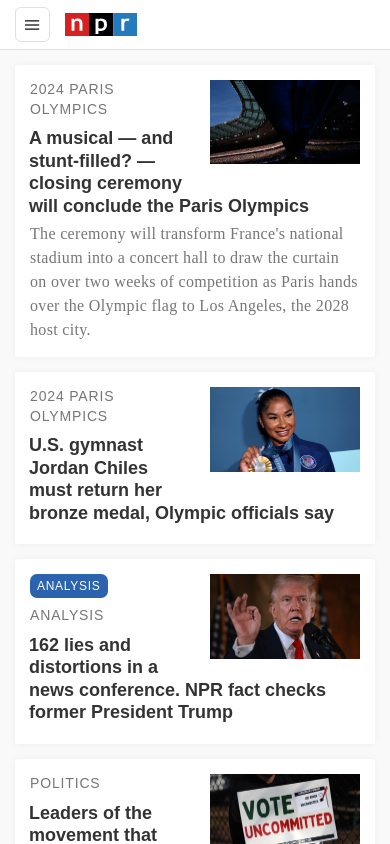 npr
2024 PARIS
OLYMPICS
A musical — and
stunt-filled? —
closing ceremony
will conclude the Paris Olympics
The ceremony will transform France's national
stadium into a concert hall to draw the curtain
on over two weeks of competition as Paris hands
over the Olympic flag to Los Angeles, the 2028
host city.
2024 PARIS
OLYMPICS
U.S. gymnast
Jordan Chiles
must return her
bronze medal, Olympic officials say
ANALYSIS
ANALYSIS
162 lies and
distortions in a
news conference. NPR fact checks
former President Trump
POLITICS
Leaders of the
movement that
VOTE
UNCOMMITTED